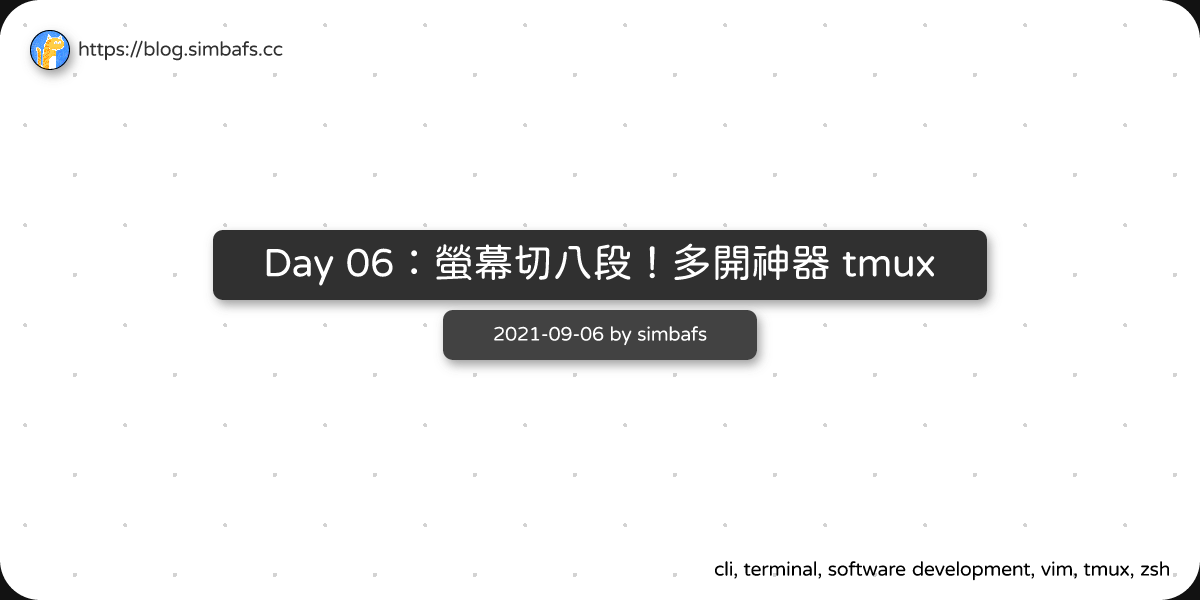 https://blog.simbafs.cc
Day 06：螢幕切八段！多開神器 tmux
2021-09-06 by simbafs
cli, terminal, software development, vim, tmux, zsh